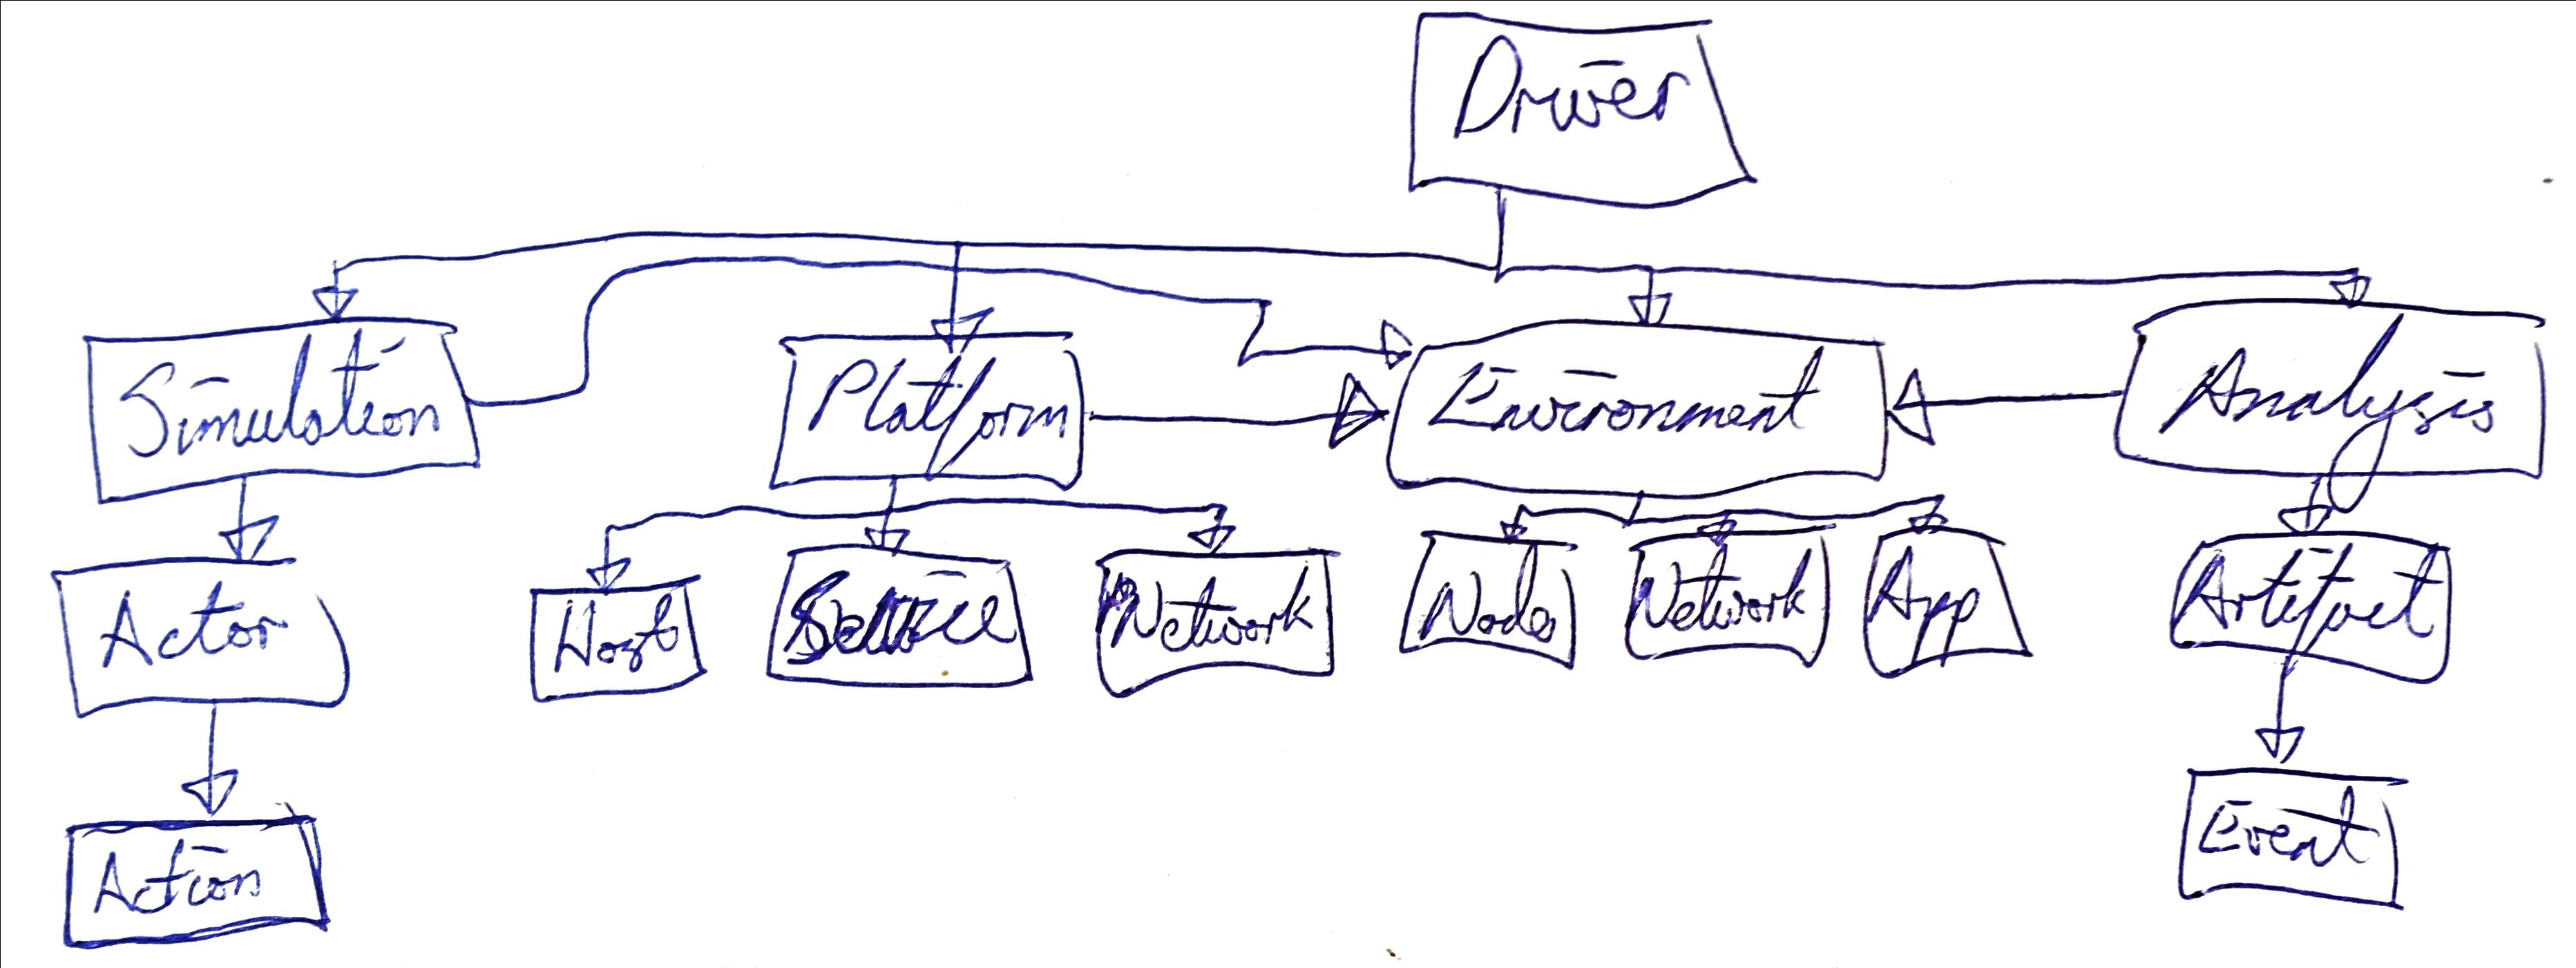 Driver
Simulation
Platform
Environment
Analysis
Actor
Host
Service
Network
Node
Network
App
Artifact
Action
Event